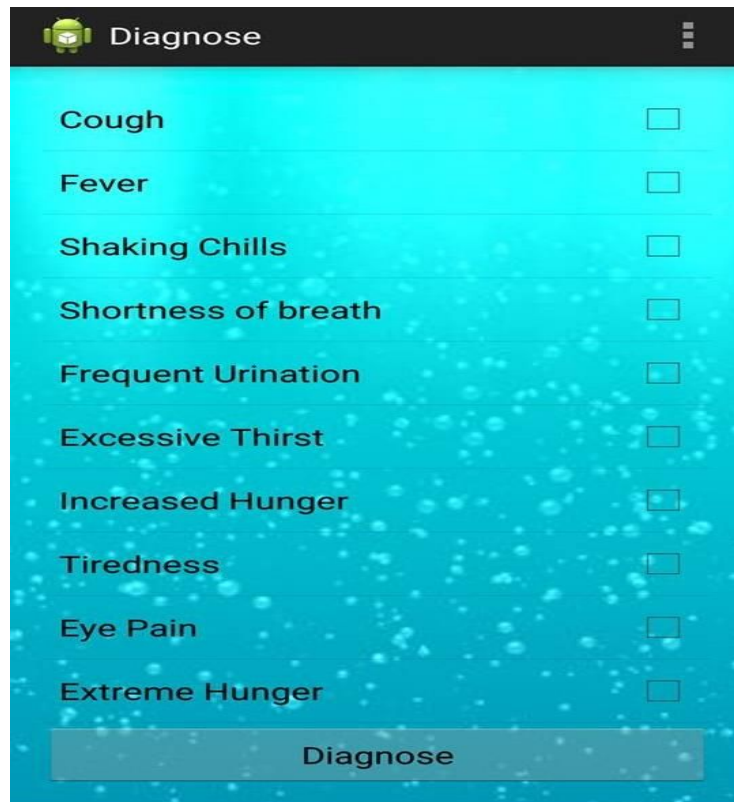 Diagnose
Cough
Fever
Shaking Chills
Shortness of breath
Frequent Urination
Excessive Thirst
Increased Hunger
Tiredness
Eye Pain
Extreme Hunger
Diagnose